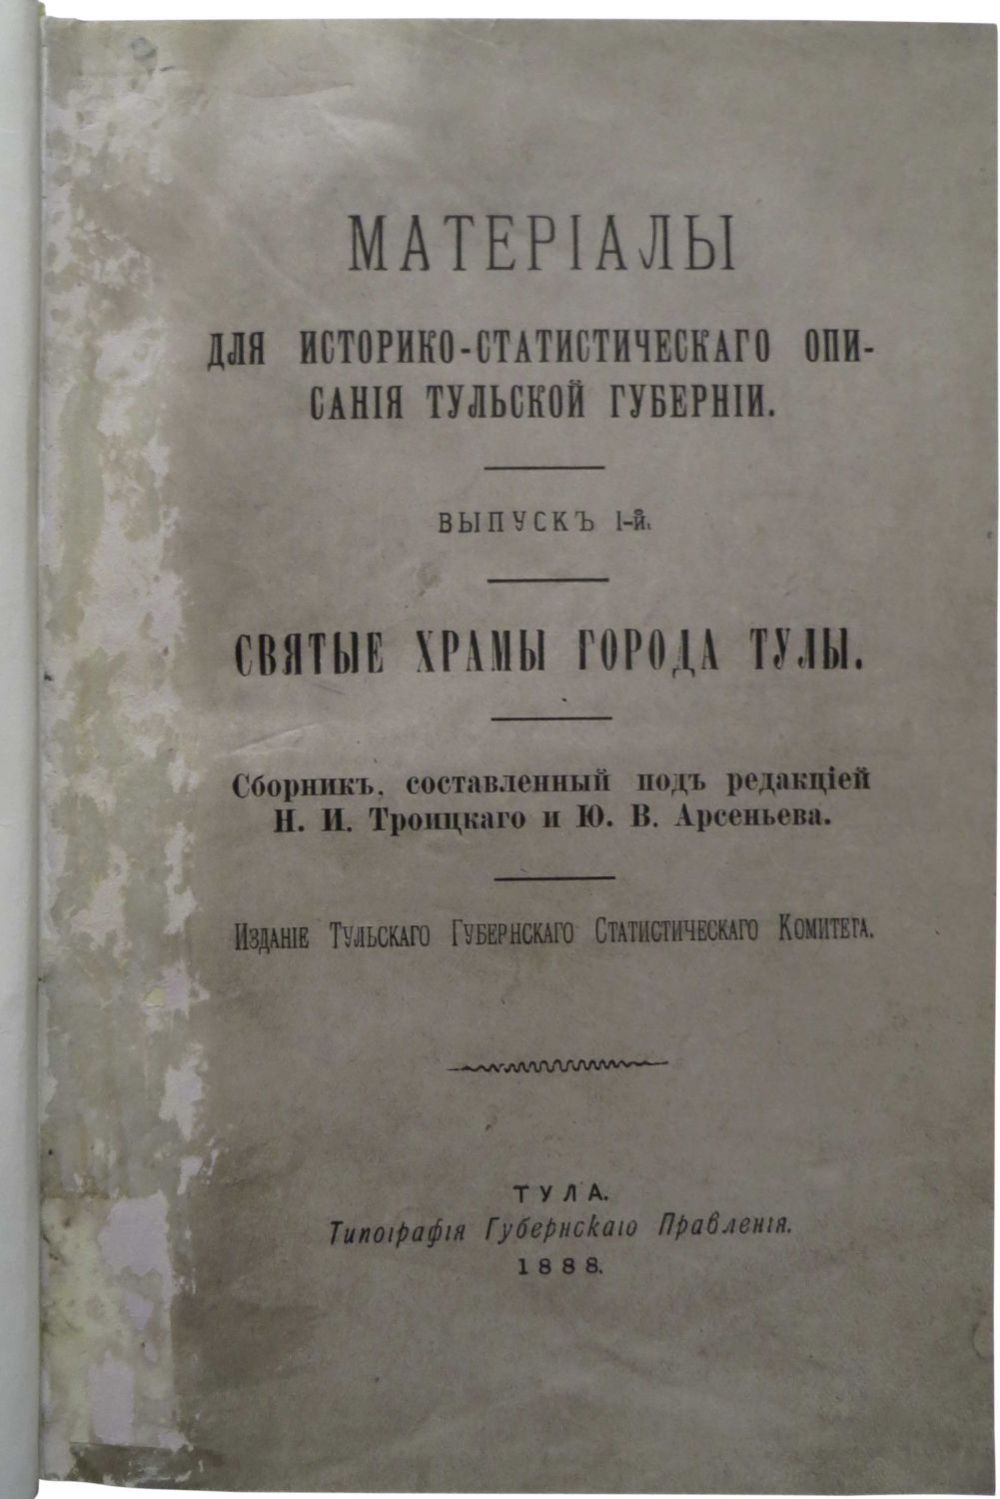 МАТЕРІАЛЫ
ДЛЯ ИСТОРИКО-СТАТИСТИЧЕСКАГО ОПИ-
САНІЯ ТУЛЬСКОЙ ГУБЕРНІИ.
ВЫПУСКЪ I-й.
СВЯТЫЕ ХРАМЫ ГОРОДА ТУЛЫ.
Сборникъ, составленный подъ редакціей
Н. И. Троицкаго и Ю. В. Арсеньева.
Изданіе Тульскаго Губернскаго Статистическаго Комитета.
ТУЛА.
Типографія Губернскаго Правленія.
1888.